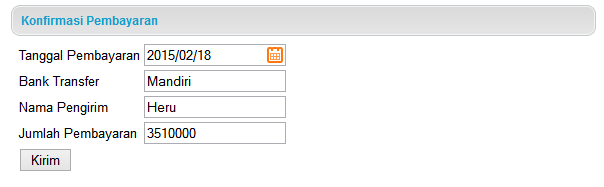 Konfirmasi Pembayaran
Tanggal Pembayaran 2015/02/18
Bank Transfer Mandiri
Nama Pengirim Heru
Jumlah Pembayaran 3510000
Kirim